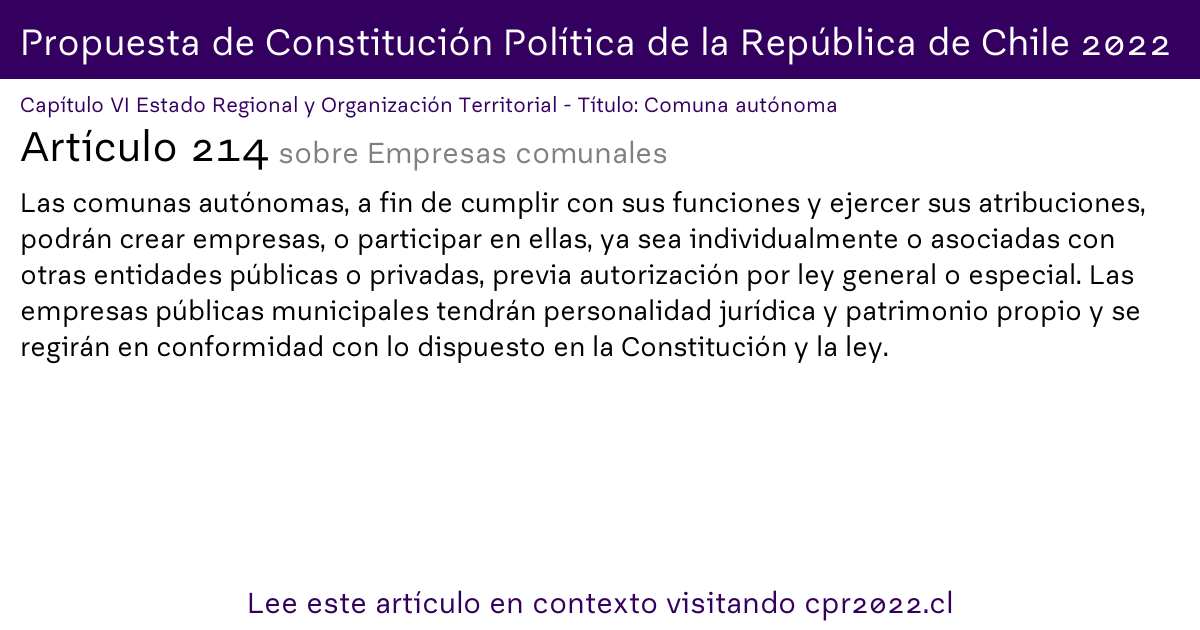 Propuesta de Constitución Política de la República de Chile 2022
Capítulo VI Estado Regional y Organización Territorial - Título: Comuna autónoma
Artículo 214 sobre Empresas comunales
Las comunas autónomas, a fin de cumplir con sus funciones y ejercer sus atribuciones,
podrán crear empresas, o participar en ellas, ya sea individualmente o asociadas con
otras entidades públicas o privadas, previa autorización por ley general o especial. Las
empresas públicas municipales tendrán personalidad jurídica y patrimonio propio y se
regirán en conformidad con lo dispuesto en la Constitución y la ley.
Lee este artículo en contexto visitando cpr2022.cl